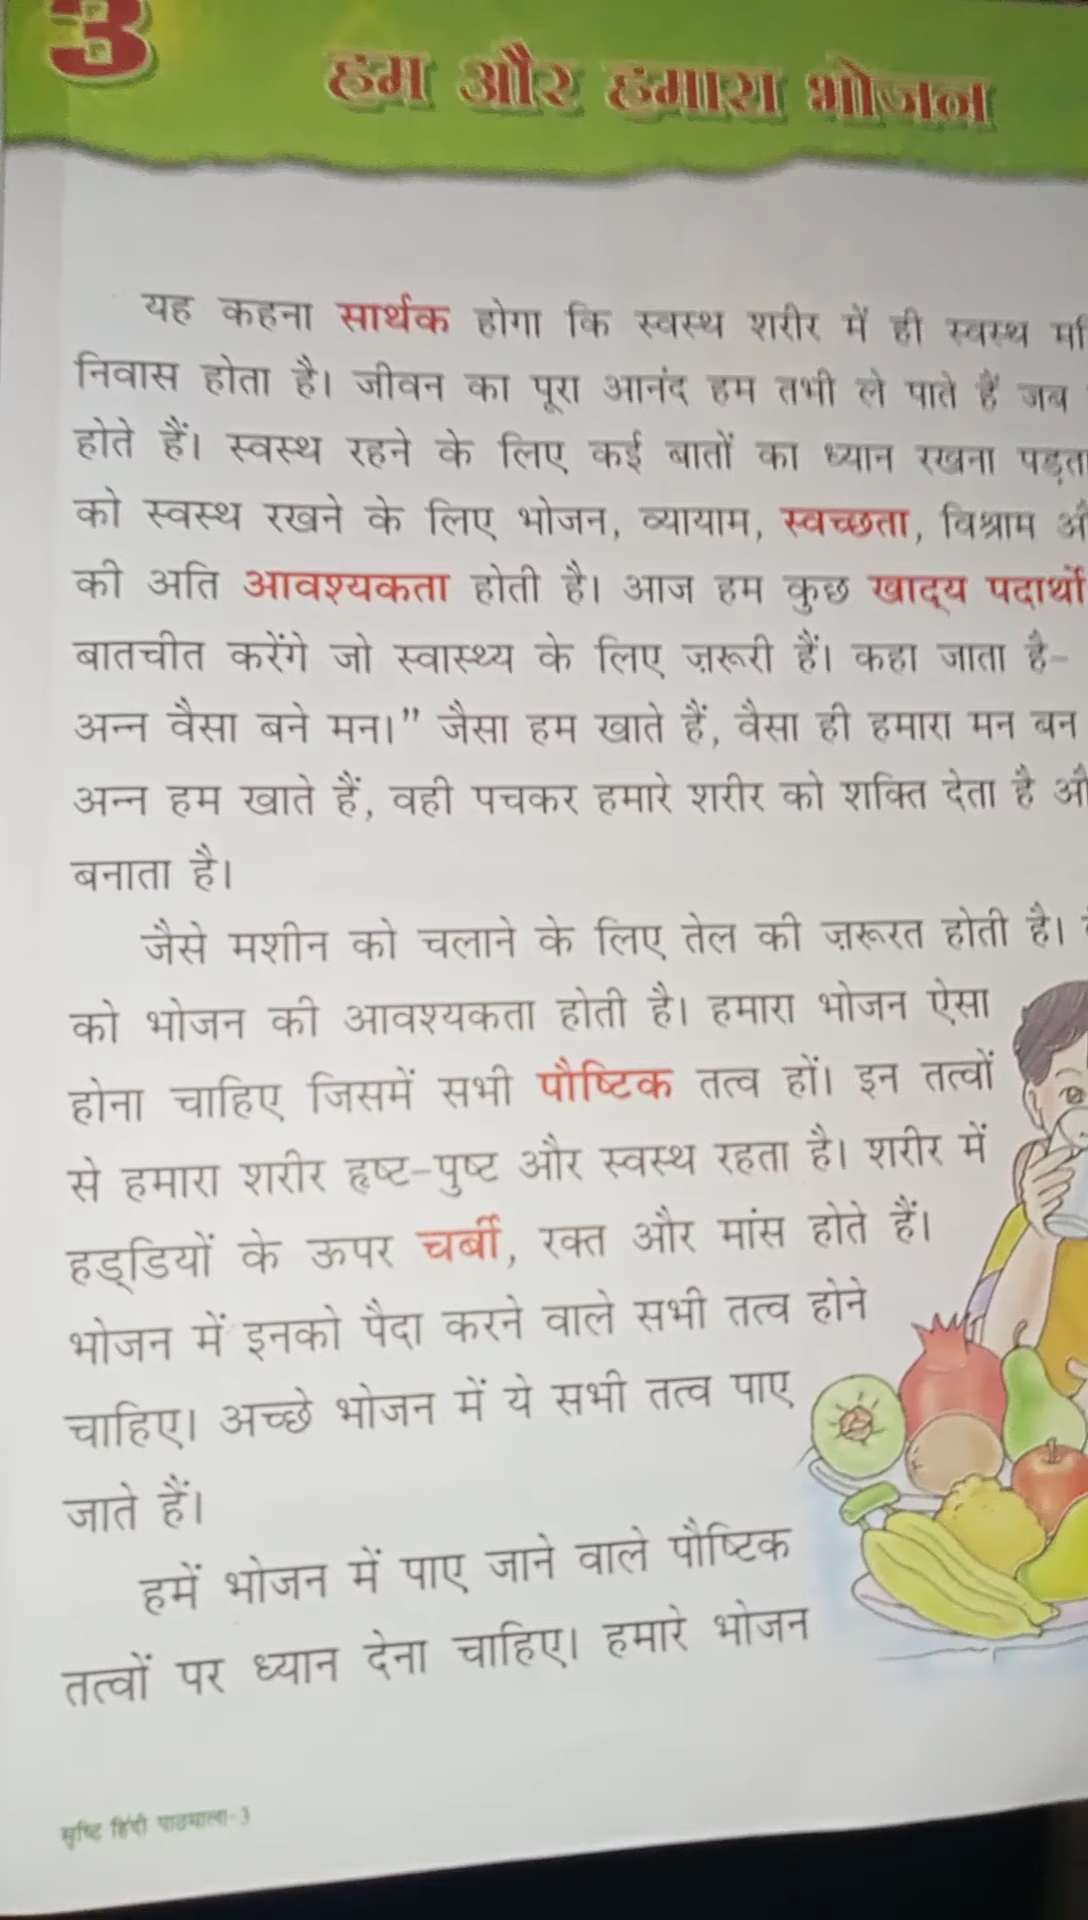 3
हम और हमारा भोजन
यह कहना सार्थक होगा कि स्वस्थ शरीर में ही स्वस्थ
निवास होता है। जीवन का पूरा आनंद हम तभी ले पाते हैं जब
होते हैं। स्वस्थ रहने के लिए कई बातों का ध्यान रखना पड़ता
को स्वस्थ रखने के लिए भोजन, व्यायाम, स्वच्छता, विश्राम
की अति आवश्यकता होती है। आज हम कुछ खाद्य पदार्थों
बातचीत करेंगे जो स्वास्थ्य के लिए ज़रूरी हैं। कहा जाता है-
अन्न वैसा बने मन।” जैसा हम खाते हैं, वैसा ही हमारा मन बन
अन्न हम खाते हैं, वही पचकर हमारे शरीर को शक्ति देता है
बनाता है।
जैसे मशीन को चलाने के लिए तेल की ज़रूरत होती है।
को भोजन की आवश्यकता होती है। हमारा भोजन ऐसा
होना चाहिए जिसमें सभी पौष्टिक तत्व हों। इन तत्वों
से हमारा शरीर हृष्ट-पुष्ट और स्वस्थ रहता है। शरीर में
हड्डियों के ऊपर चर्बी, रक्त और मांस होते हैं।
भोजन में इनको पैदा करने वाले सभी तत्व होने
चाहिए। अच्छे भोजन में ये सभी तत्व पाए
जाते हैं।
हमें भोजन में पाए जाने वाले पौष्टिक
तत्वों पर ध्यान देना चाहिए। हमारे भोजन
सृष्टि हिंदी पाठमाला-3